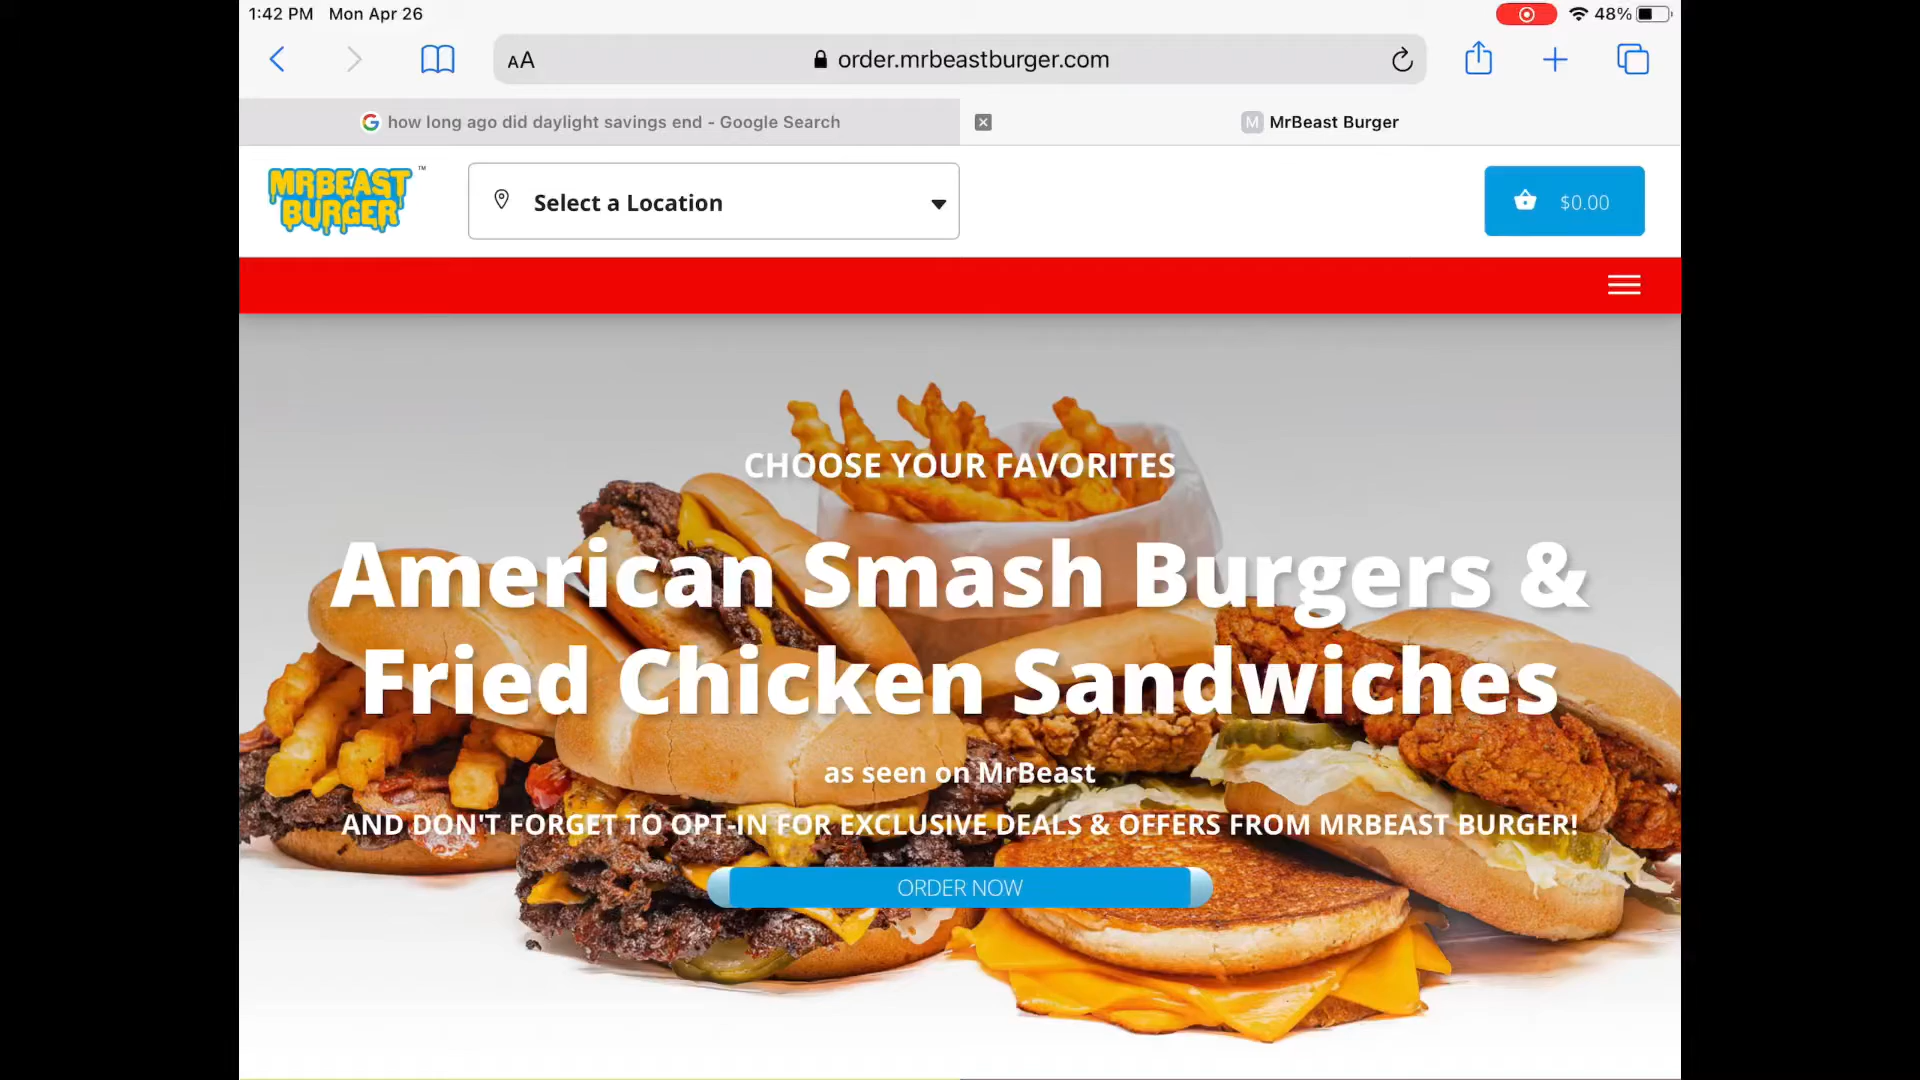 1:42 PM Mon Apr 26
48%
AA
order.mrbeastburger.com
how long ago did daylight savings end - Google Search
M MrBeast Burger
MRBEAST BURGER™
Select a Location
$0.00
CHOOSE YOUR FAVORITES
American Smash Burgers &
Fried Chicken Sandwiches
as seen on MrBeast
AND DON'T FORGET TO OPT-IN FOR EXCLUSIVE DEALS & OFFERS FROM MRBEAST BURGER!
ORDER NOW